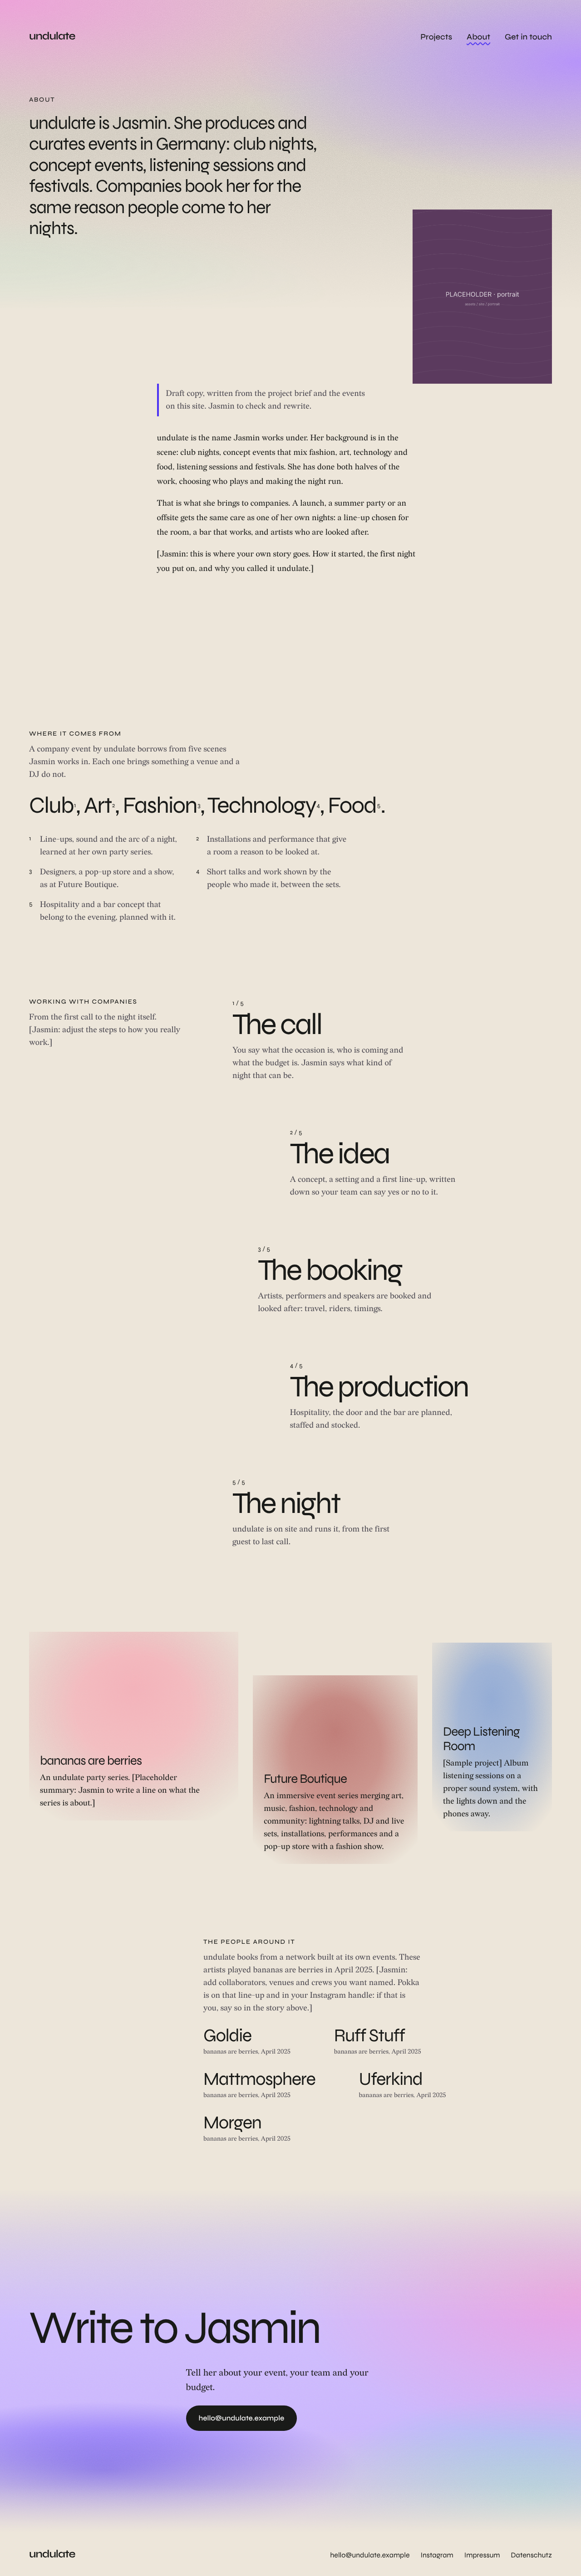 undulate
Projects
About
Get in touch
ABOUT
undulate is Jasmin. She produces and
curates events in Germany: club nights,
concept events, listening sessions and
festivals. Companies book her for the
same reason people come to her
nights.
PLACEHOLDER · portrait
Draft copy, written from the project brief and the events
on this site. Jasmin to check and rewrite.
undulate is the name Jasmin works under. Her background is in the
scene: club nights, concept events that mix fashion, art, technology and
food, listening sessions and festivals. She has done both halves of the
work, choosing who plays and making the night run.
That is what she brings to companies. A launch, a summer party or an
offsite gets the same care as one of her own nights: a line-up chosen for
the room, a bar that works, and artists who are looked after.
[Jasmin: this is where your own story goes. How it started, the first night
you put on, and why you called it undulate.]
WHERE IT COMES FROM
A company event by undulate borrows from five scenes
Jasmin works in. Each one brings something a venue and a
DJ do not.
Club1, Art2, Fashion3, Technology4, Food5.
1 Line-ups, sound and the arc of a night,
learned at her own party series.
2 Installations and performance that give
a room a reason to be looked at.
3 Designers, a pop-up store and a show,
as at Future Boutique.
4 Short talks and work shown by the
people who made it, between the sets.
5 Hospitality and a bar concept that
belong to the evening, planned with it.
WORKING WITH COMPANIES
From the first call to the night itself.
[Jasmin: adjust the steps to how you really
work.]
1 / 5
The call
You say what the occasion is, who is coming and
what the budget is. Jasmin says what kind of
night that can be.
2 / 5
The idea
A concept, a setting and a first line-up, written
down so your team can say yes or no to it.
3 / 5
The booking
Artists, performers and speakers are booked and
looked after: travel, riders, timings.
4 / 5
The production
Hospitality, the door and the bar are planned,
staffed and stocked.
5 / 5
The night
undulate is on site and runs it, from the first
guest to last call.
bananas are berries
An undulate party series. [Placeholder
summary: Jasmin to write a line on what the
series is about.]
Future Boutique
An immersive event series merging art,
music, fashion, technology and
community: lightning talks, DJ and live
sets, installations, performances and a
pop-up store with a fashion show.
Deep Listening
Room
[Sample project] Album
listening sessions on a
proper sound system, with
the lights down and the
phones away.
THE PEOPLE AROUND IT
undulate books from a network built at its own events. These
artists played bananas are berries in April 2025. [Jasmin:
add collaborators, venues and crews you want named. Pokka
is on that line-up and in your Instagram handle: if that is
you, say so in the story above.]
Goldie
bananas are berries, April 2025
Ruff Stuff
bananas are berries, April 2025
Mattmosphere
bananas are berries, April 2025
Uferkind
bananas are berries, April 2025
Morgen
bananas are berries, April 2025
Write to Jasmin
Tell her about your event, your team and your
budget.
hello@undulate.example
undulate
hello@undulate.example
Instagram
Impressum
Datenschutz